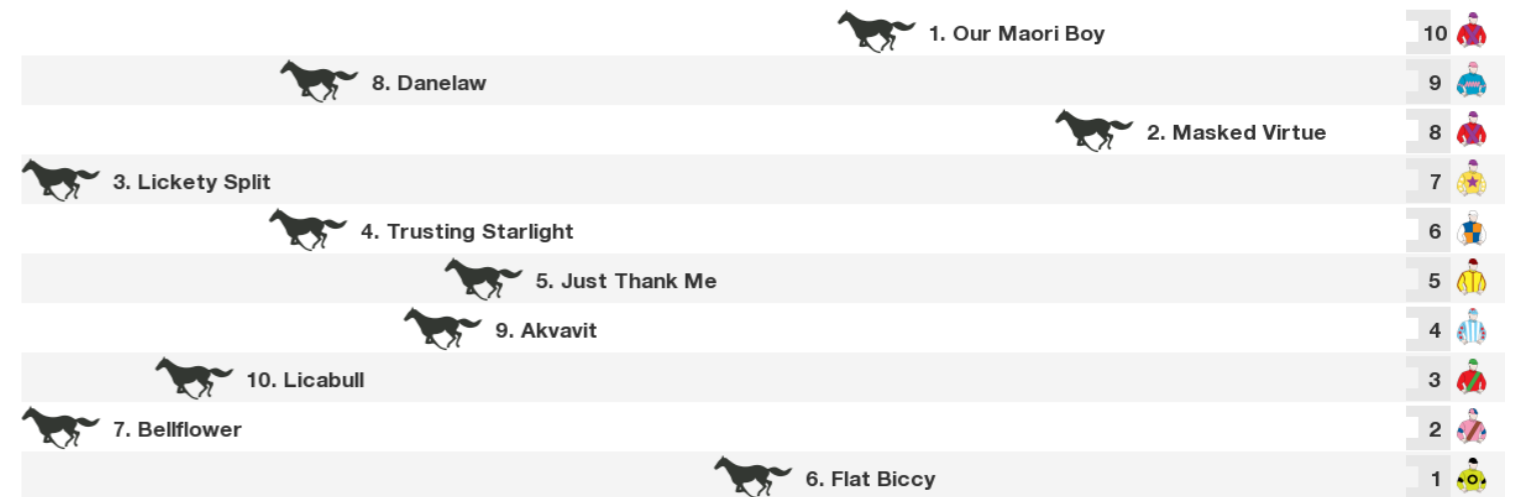 1. Our Maori Boy 10
8. Danelaw 9
2. Masked Virtue 8
3. Lickety Split 7
4. Trusting Starlight 6
5. Just Thank Me 5
9. Akvavit 4
10. Licabull 3
7. Bellflower 2
6. Flat Biccy 1